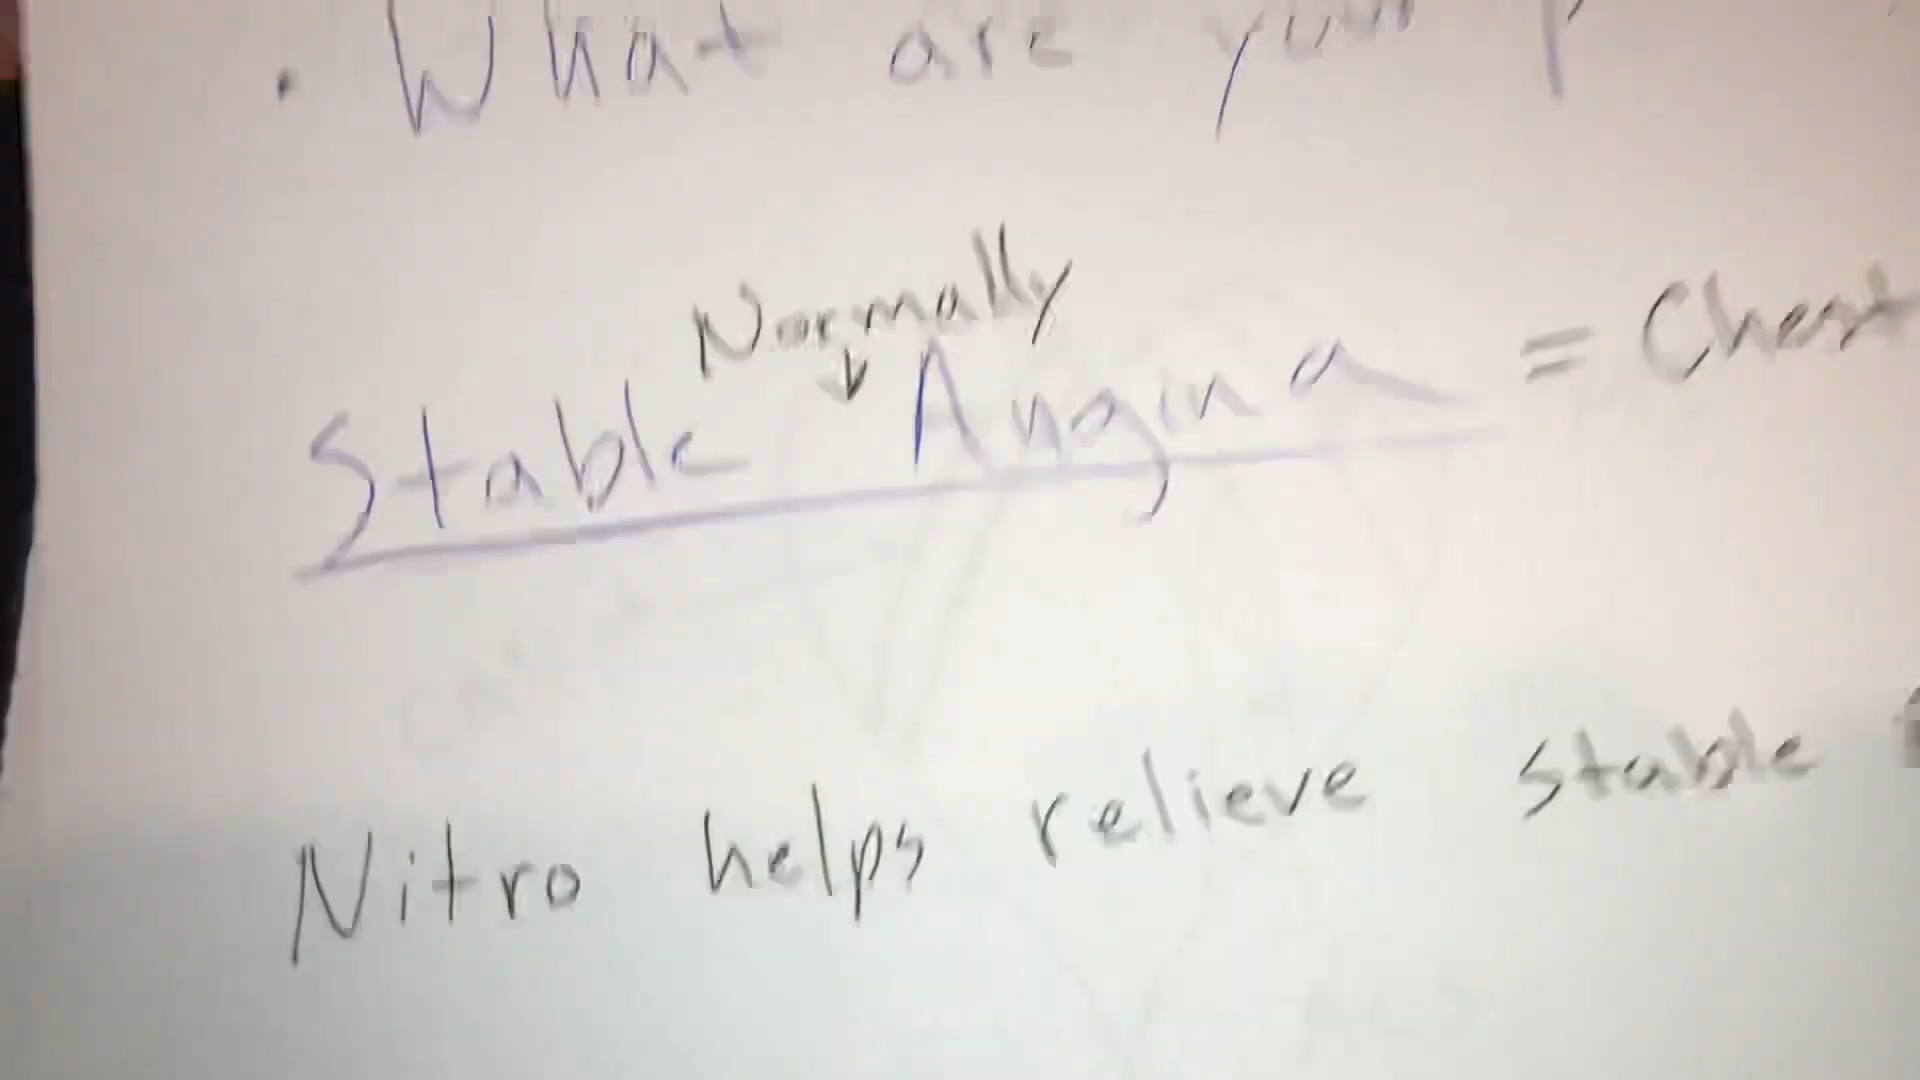 • What are your
Normally
Stable Angina = Chest
Nitro helps relieve stable